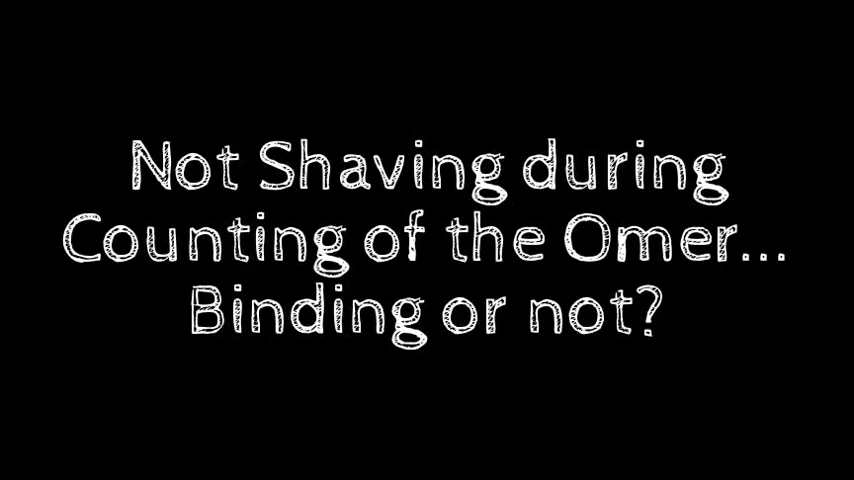 Not Shaving during
Counting of the Omer...
Binding or not?